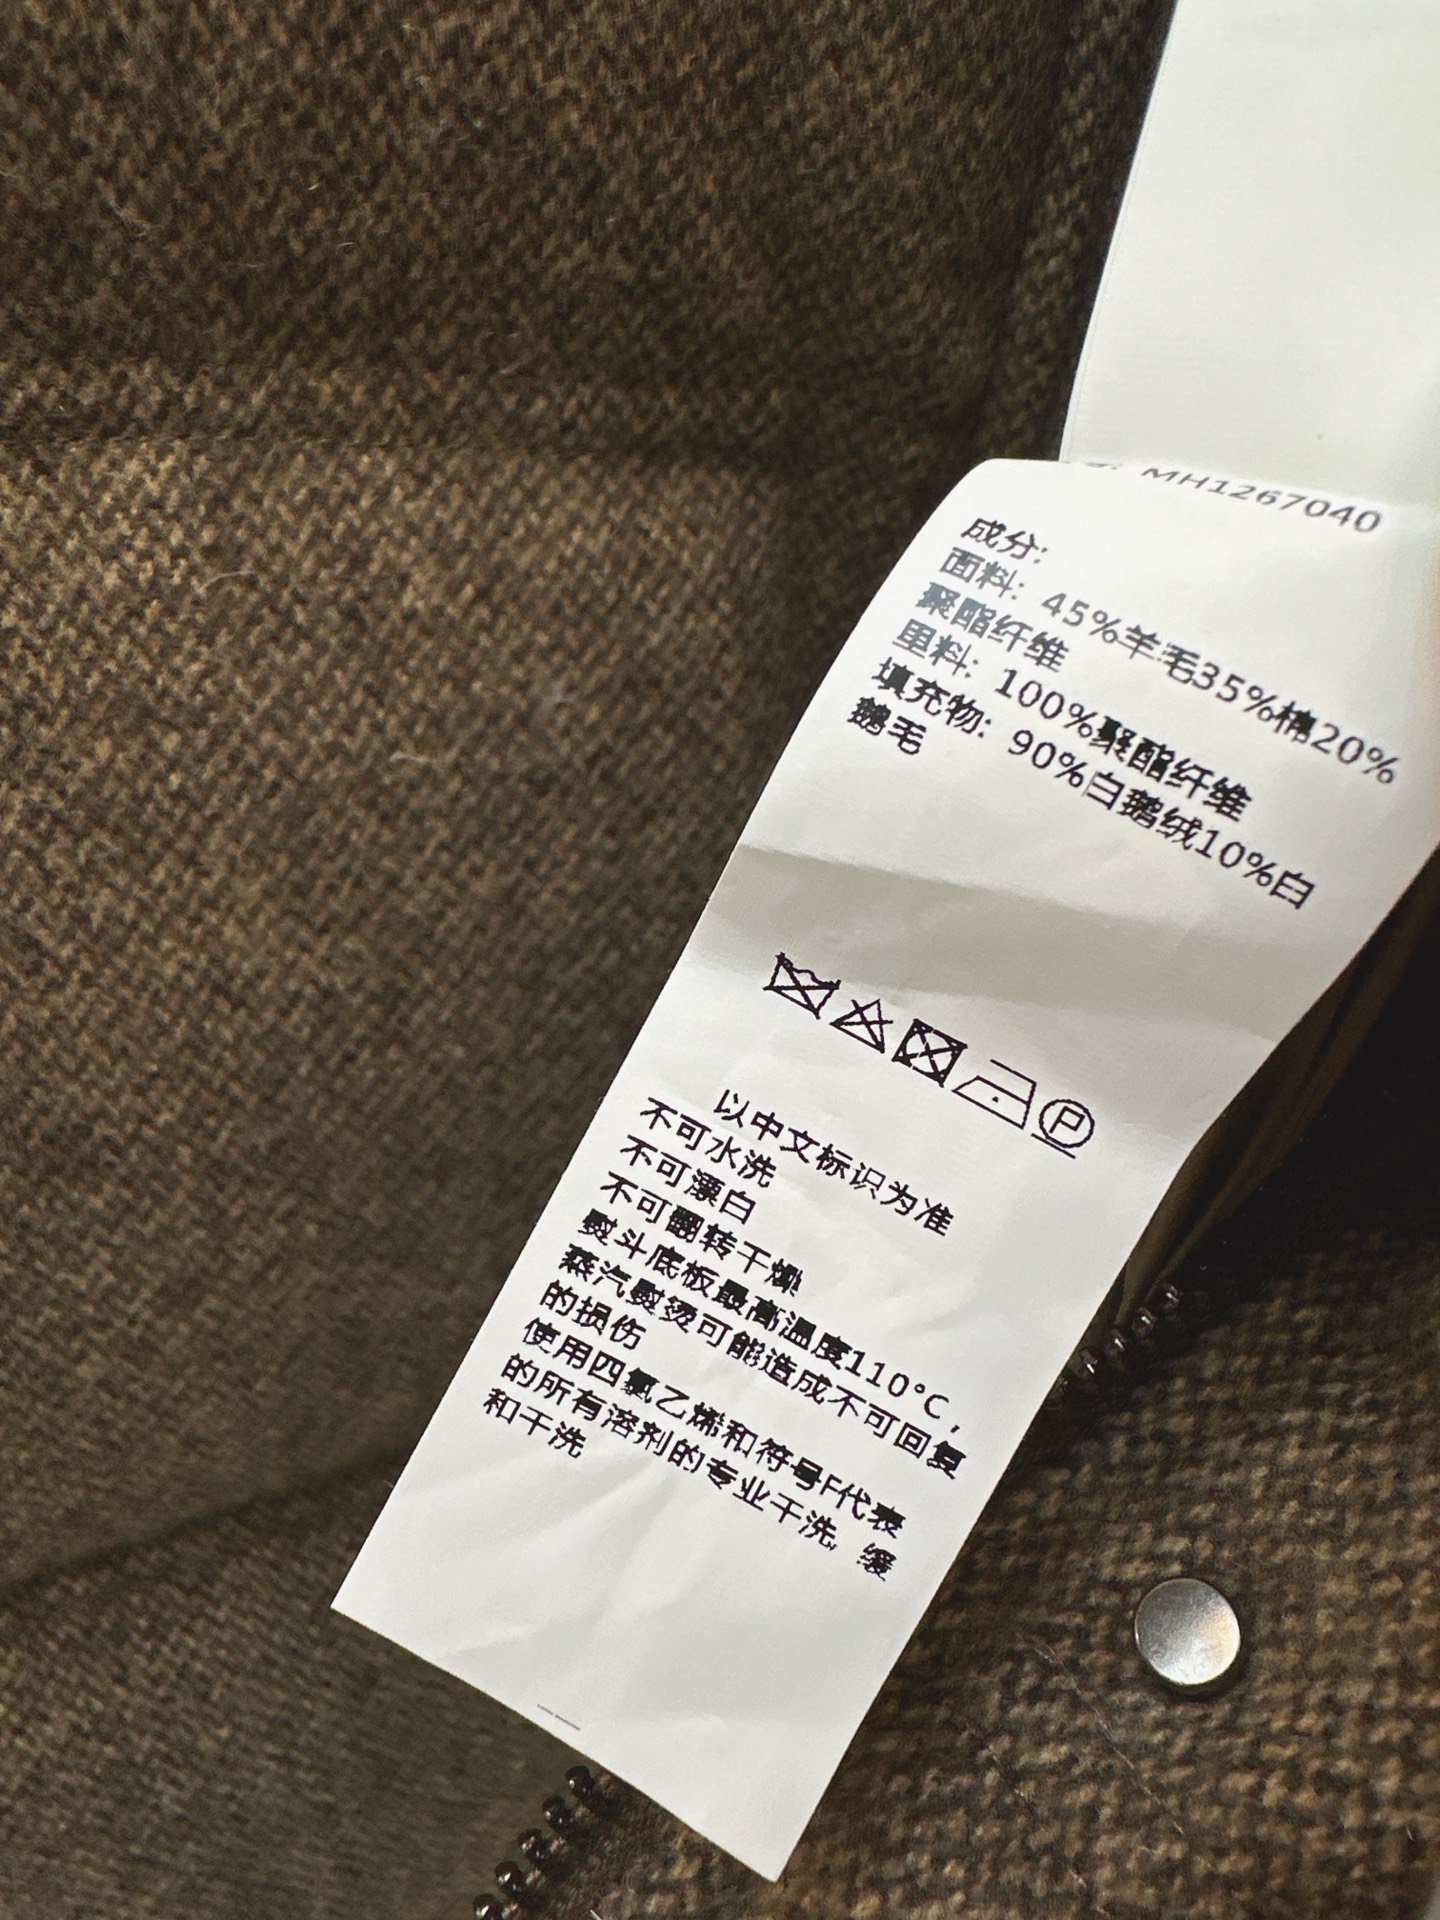 MH1267040
成分:
面料: 45%羊毛35%棉20%
聚酯纤维
里料: 100%聚酯纤维
填充物: 90%白鹅绒10%白
鹅毛
P
以中文标识为准
不可水洗
不可漂白
不可翻转干燥
熨斗底板最高温度110°C,
蒸汽熨烫可能造成不可回复
的损伤
使用四氯乙烯和符号F代表
的所有溶剂的专业干洗, 缓
和干洗